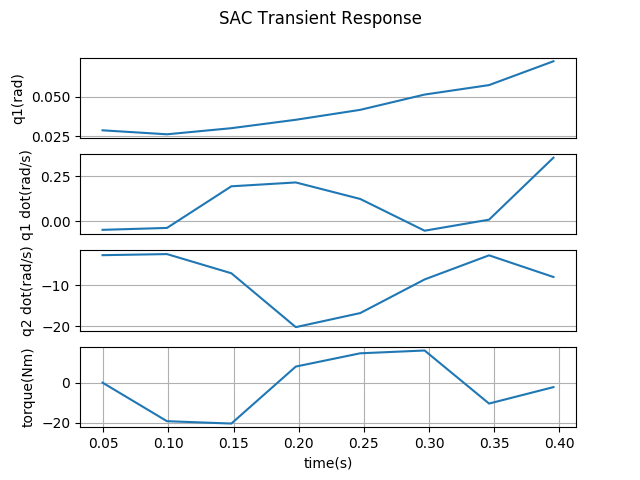 SAC Transient Response
q1(rad)
0.050
0.025
q1 dot(rad/s)
0.25
0.00
q2 dot(rad/s)
−10
−20
torque(Nm)
0
−20
0.05 0.10 0.15 0.20 0.25 0.30 0.35 0.40
time(s)